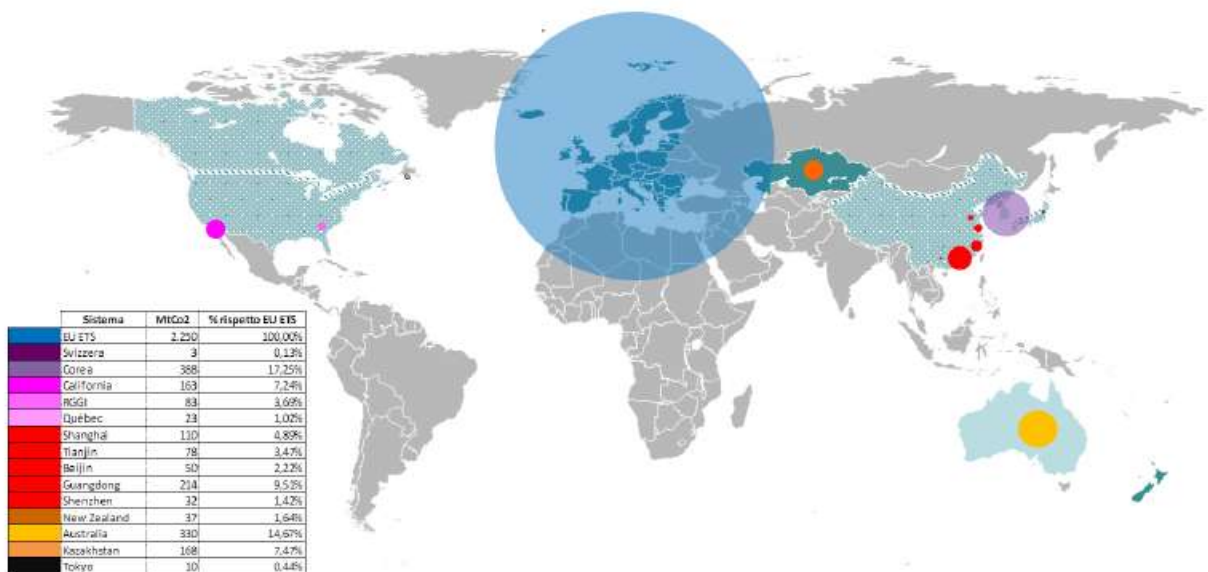 Sistema MtCo2 % rispetto EU ETS
EU ETS 2.250 100,00%
Svizzera 3 0,13%
Corea 388 17,25%
California 163 7,24%
RGGI 83 3,69%
Québec 23 1,02%
Shanghai 110 4,89%
Tianjin 78 3,47%
Beijin 50 2,22%
Guangdong 214 9,51%
Shenzhen 32 1,42%
New Zealand 37 1,64%
Australia 330 14,67%
Kazakhstan 168 7,47%
Tokyo 10 0,44%